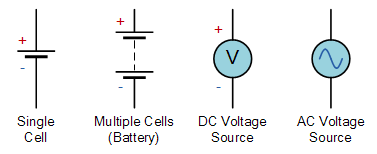 + + +
V
- - -
Single Multiple Cells DC Voltage AC Voltage
Cell (Battery) Source Source